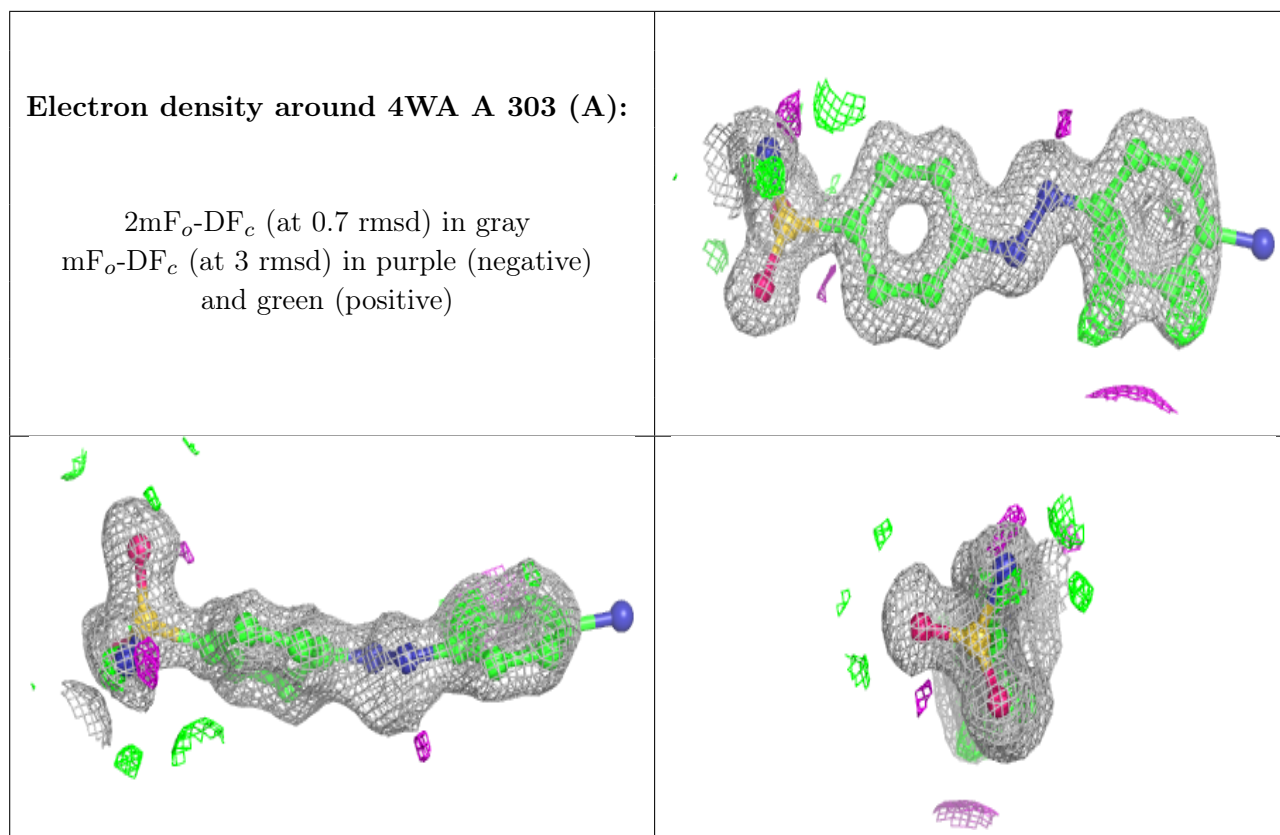 Electron density around 4WA A 303 (A):
2mFo-DFc (at 0.7 rmsd) in gray
mFo-DFc (at 3 rmsd) in purple (negative)
and green (positive)